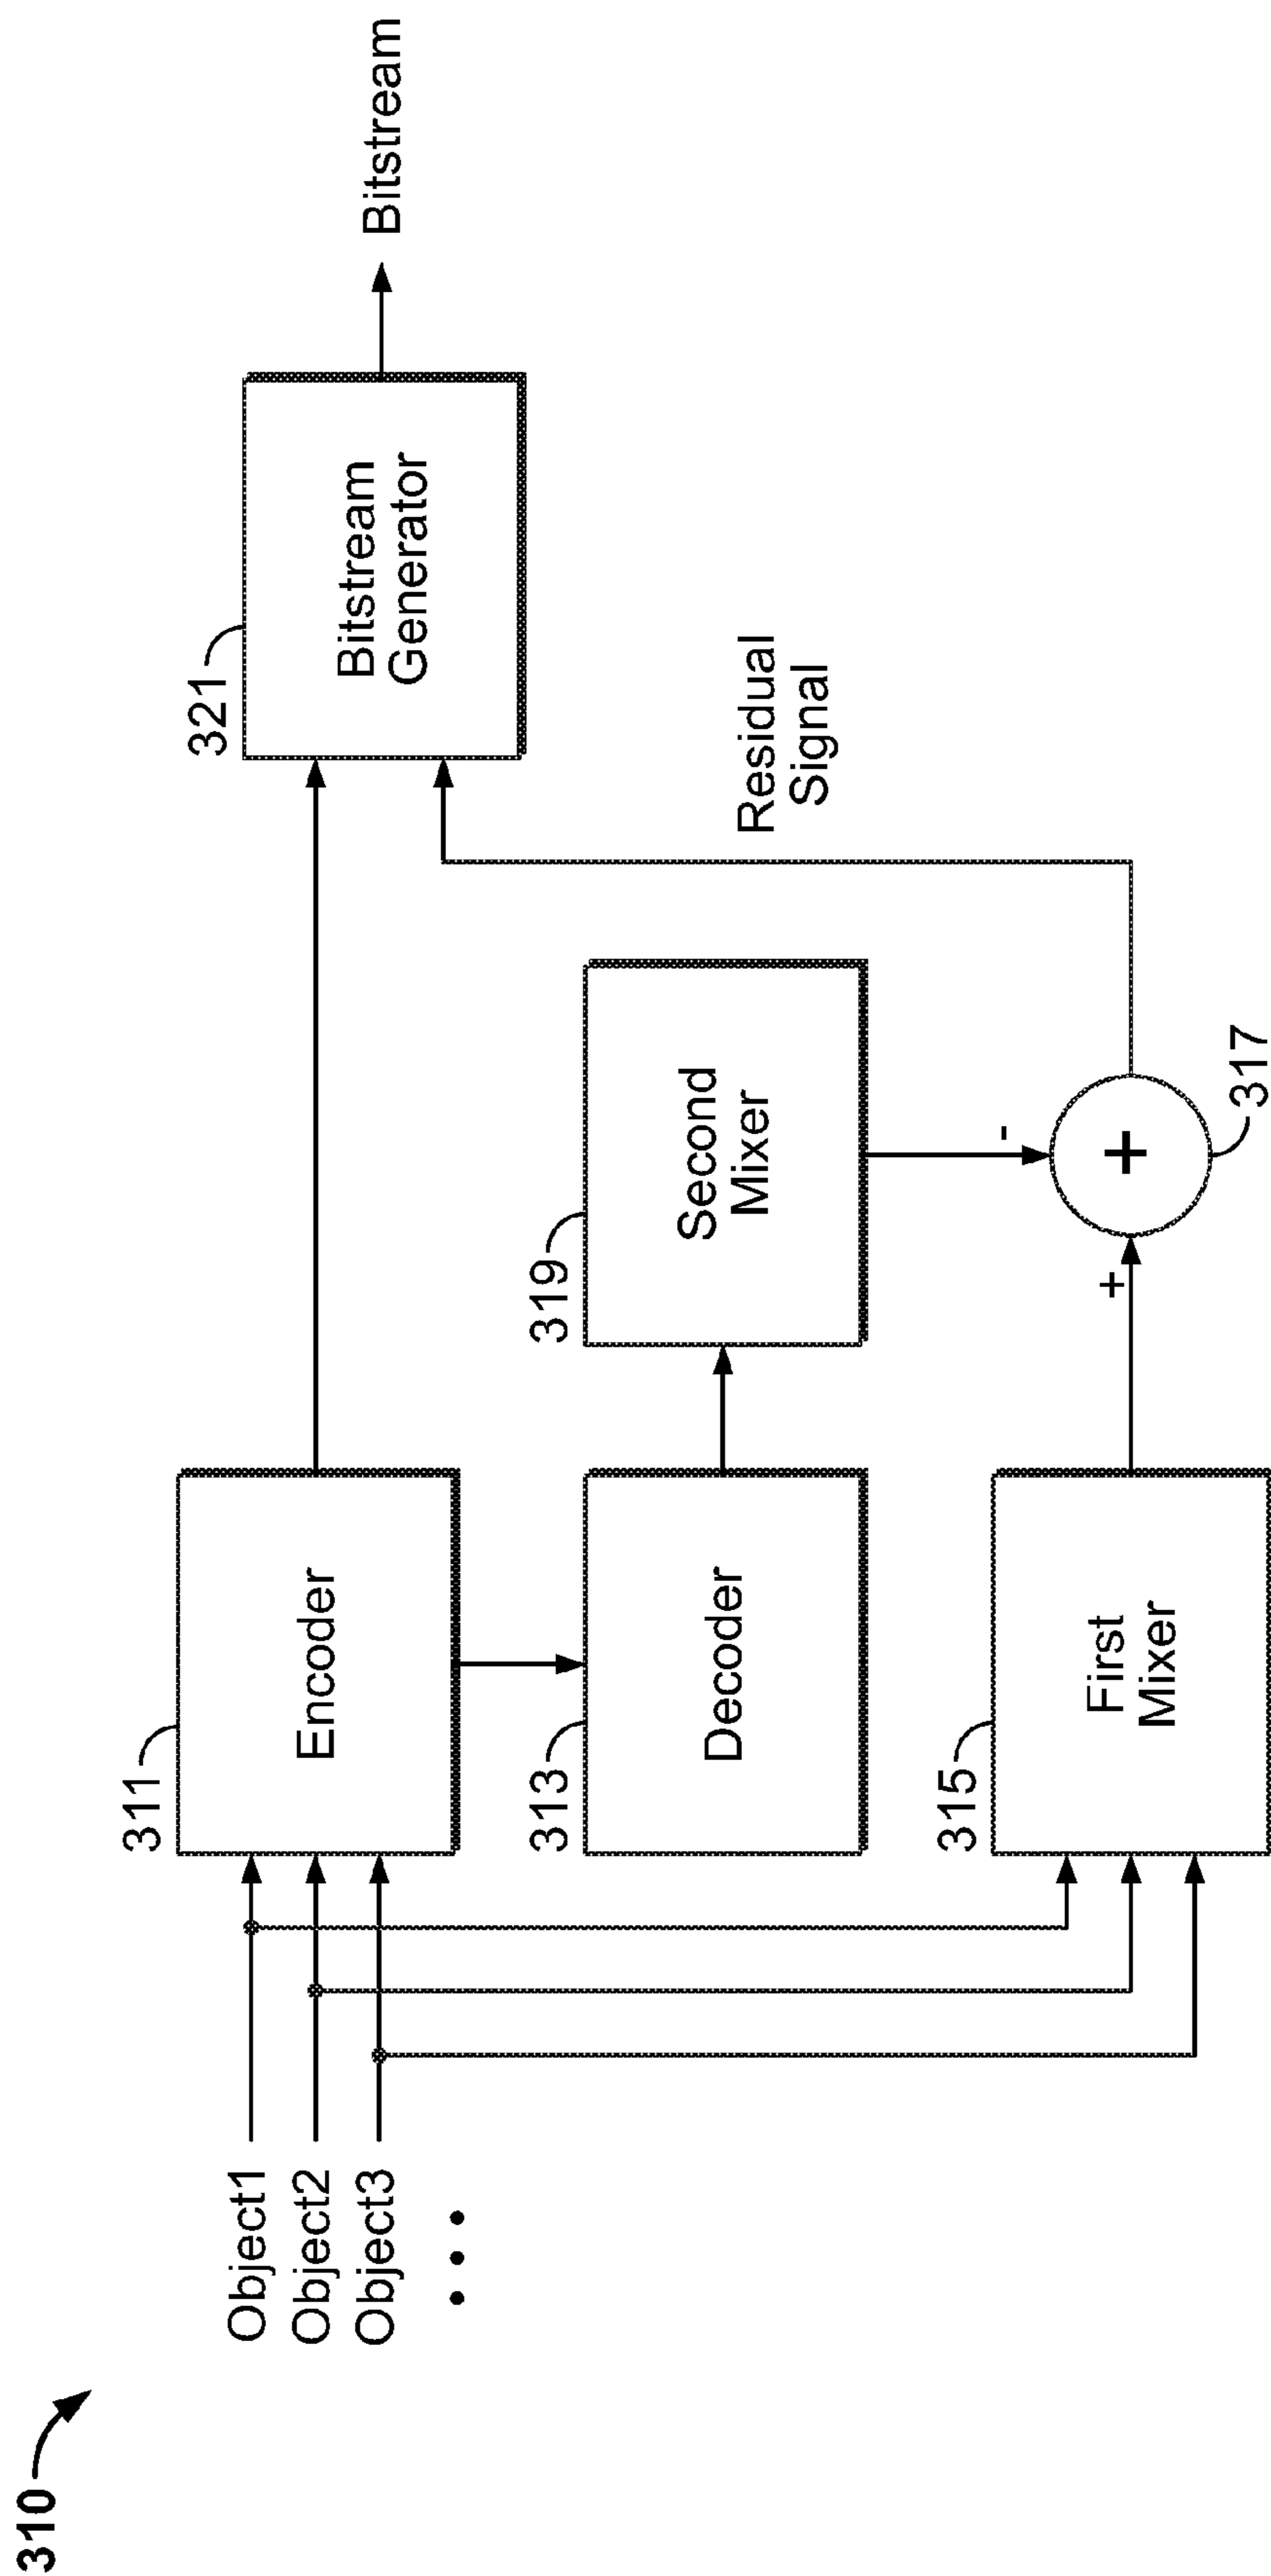 310
Object1
Object2
Object3
• • •
311
Encoder
313
Decoder
315
First
Mixer
319
Second
Mixer
+
-
+
317
Residual
Signal
321
Bitstream
Generator
Bitstream